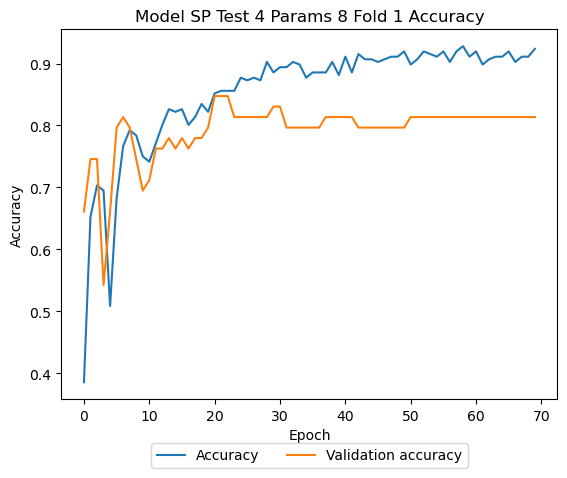 Model SP Test 4 Params 8 Fold 1 Accuracy
0.9
0.8
0.7
0.6
0.5
0.4
Accuracy
0 10 20 30 40 50 60 70
Epoch
Accuracy Validation accuracy